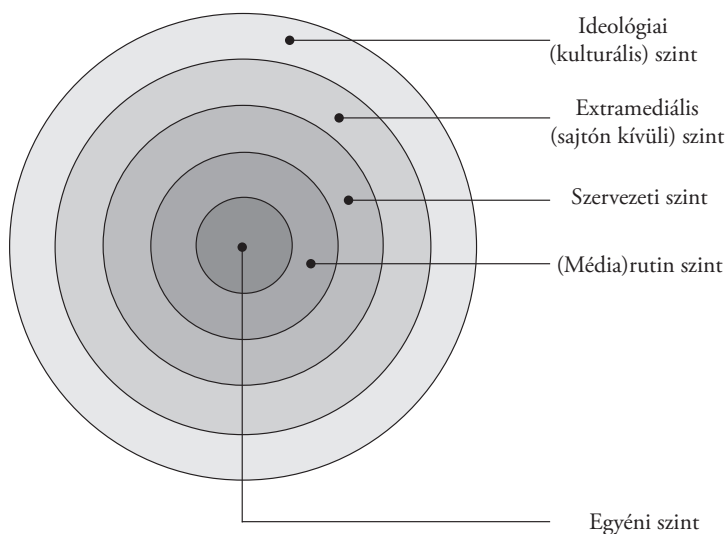 Ideológiai
(kulturális) szint
Extramediális
(sajtón kívüli) szint
Szervezeti szint
(Média)rutin szint
Egyéni szint